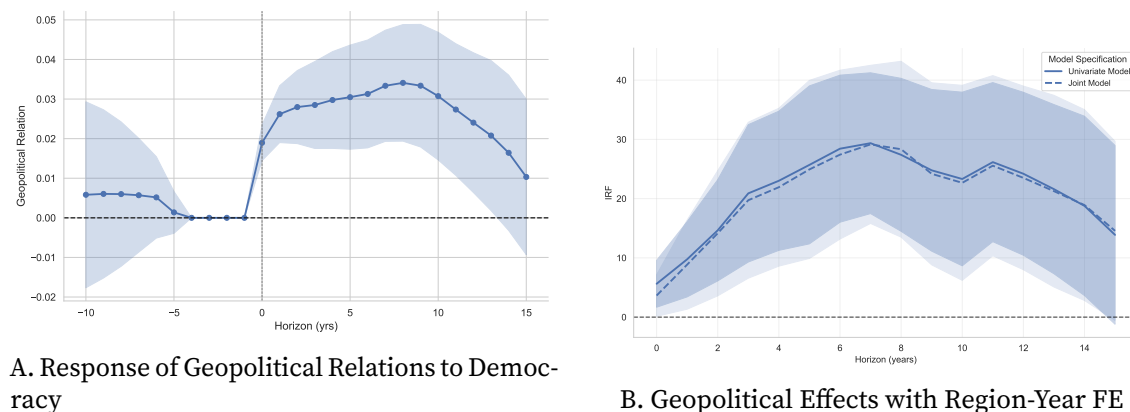 0.05
0.04
0.03
0.02
0.01
0.00
−0.01
−0.02
Geopolitical Relation
−10
−5
0
5
10
15
Horizon (yrs)
A. Response of Geopolitical Relations to Democ-
racy
Model Specification
Univariate Model
Joint Model
40
30
20
10
0
IRF
0
2
4
6
8
10
12
14
Horizon (years)
B. Geopolitical Effects with Region-Year FE